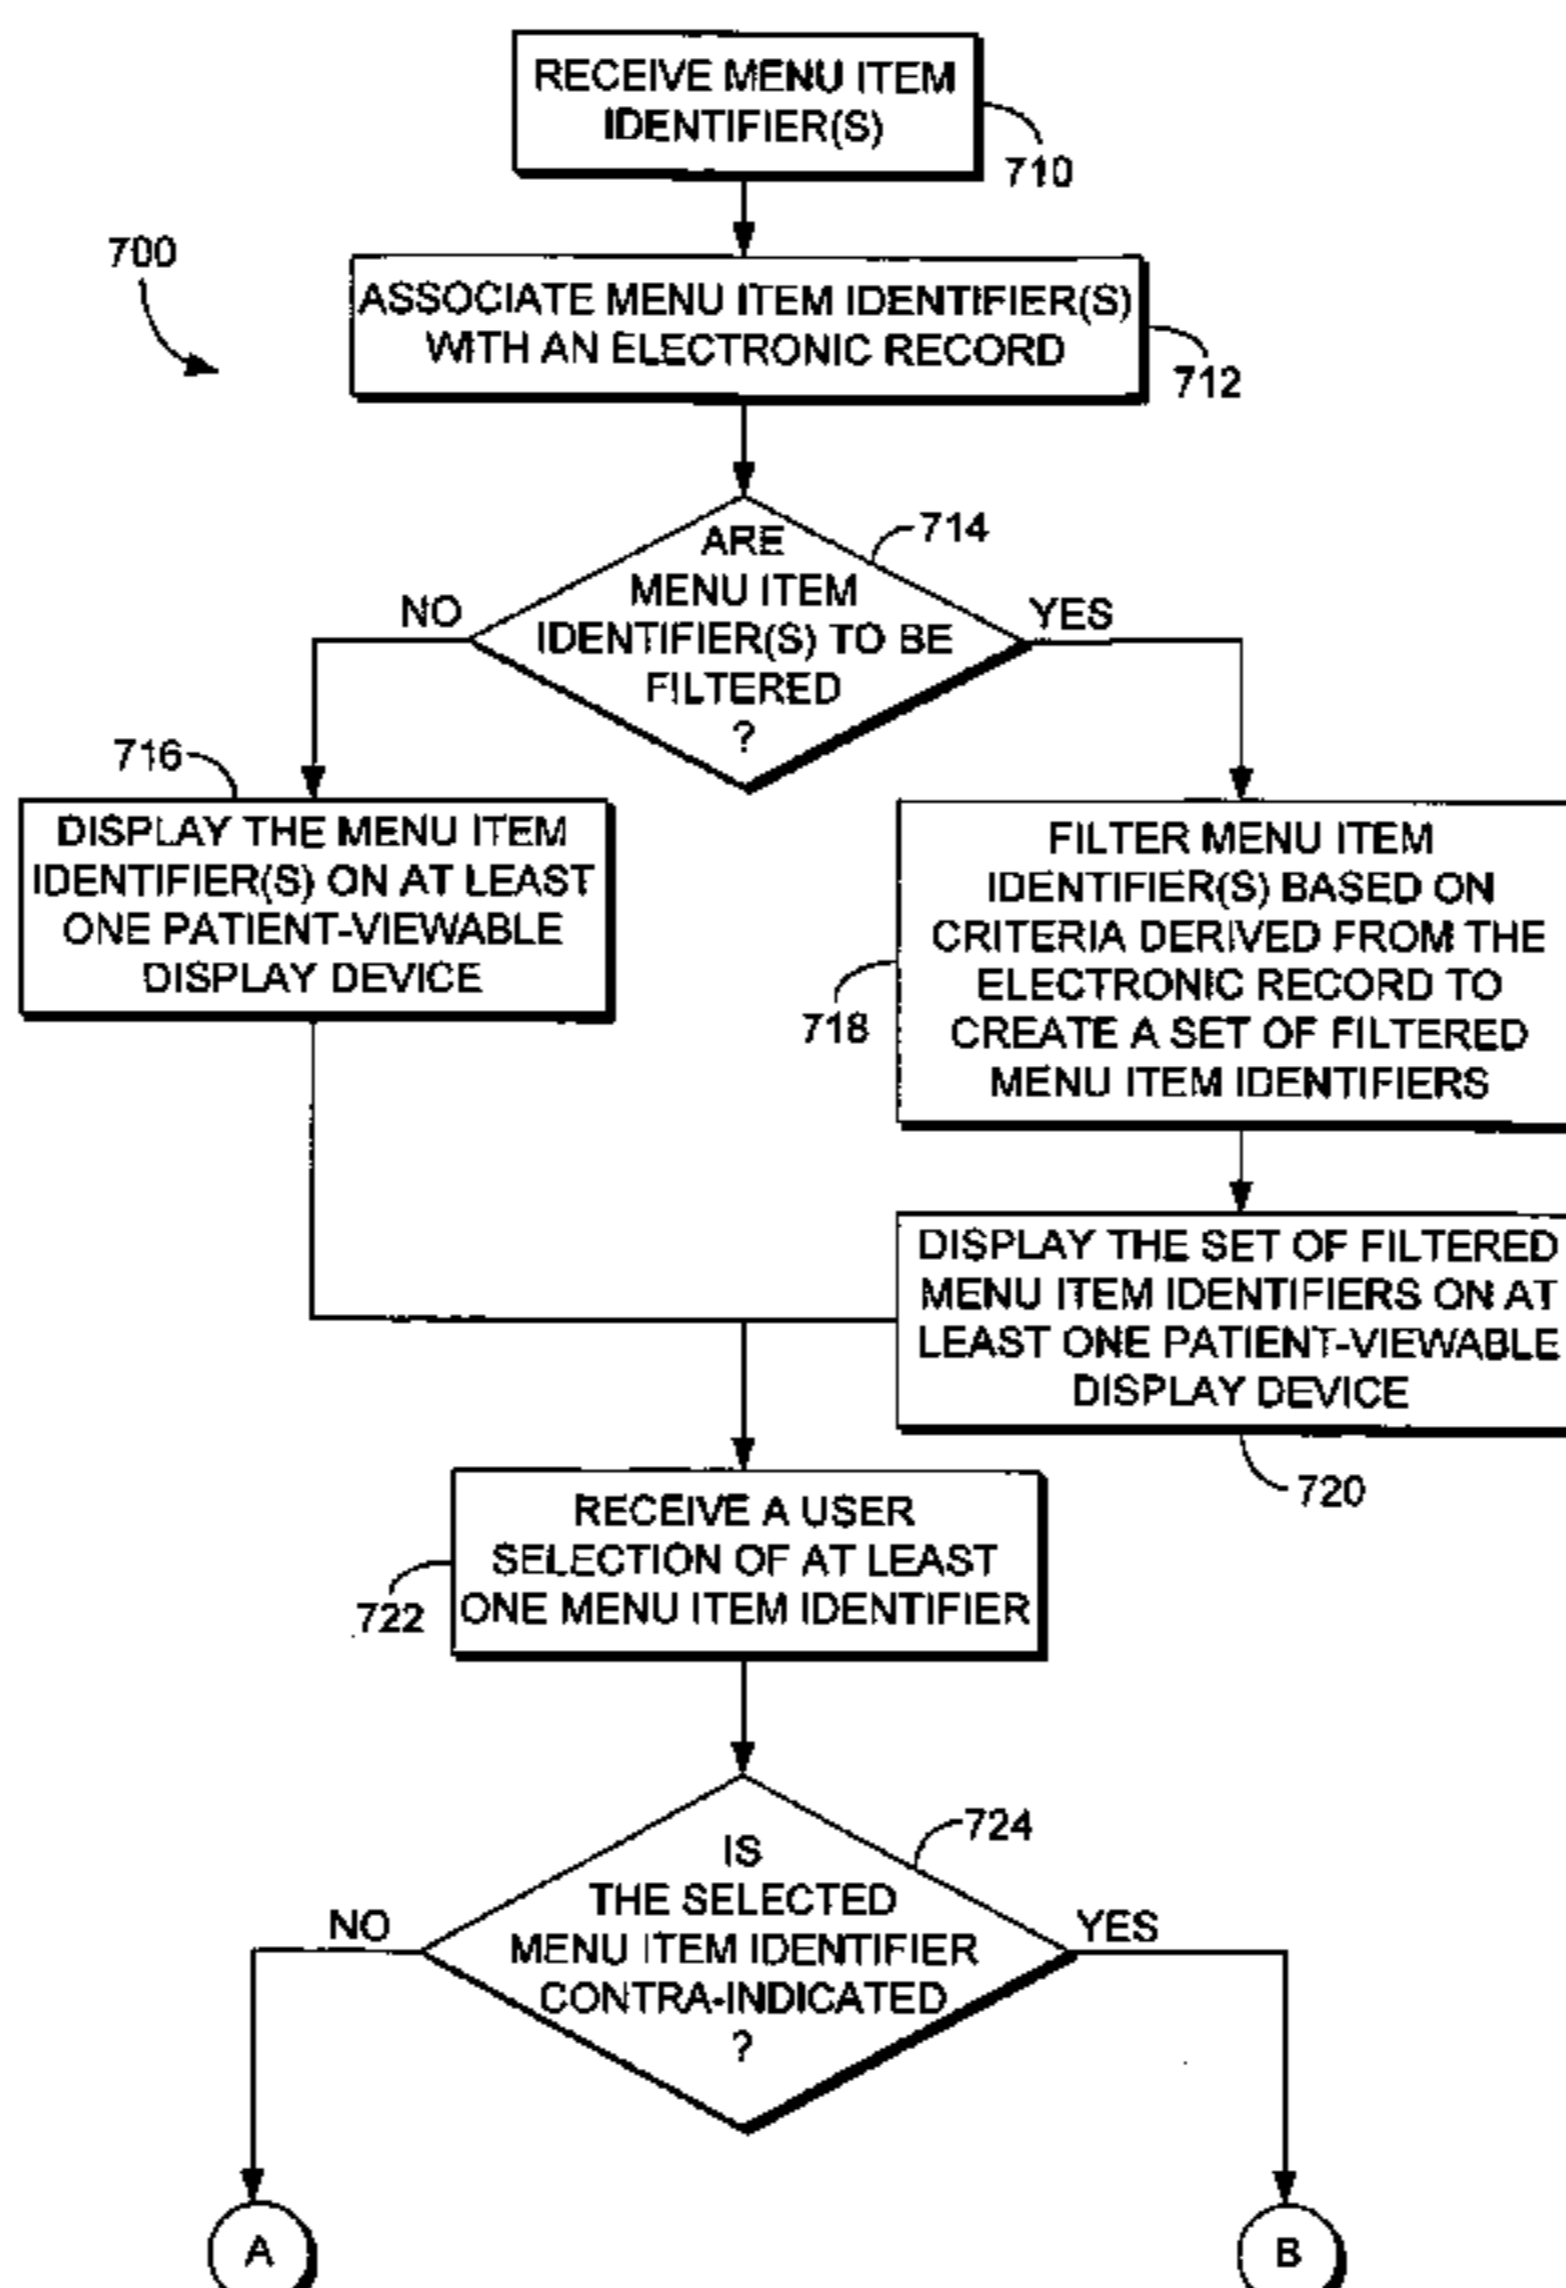 RECEIVE MENU ITEM
IDENTIFIER(S)
710
700
ASSOCIATE MENU ITEM IDENTIFIER(S)
WITH AN ELECTRONIC RECORD
712
714
ARE
MENU ITEM
IDENTIFIER(S) TO BE
FILTERED
?
NO
YES
716
DISPLAY THE MENU ITEM
IDENTIFIER(S) ON AT LEAST
ONE PATIENT-VIEWABLE
DISPLAY DEVICE
FILTER MENU ITEM
IDENTIFIER(S) BASED ON
CRITERIA DERIVED FROM THE
ELECTRONIC RECORD TO
CREATE A SET OF FILTERED
MENU ITEM IDENTIFIERS
718
DISPLAY THE SET OF FILTERED
MENU ITEM IDENTIFIERS ON AT
LEAST ONE PATIENT-VIEWABLE
DISPLAY DEVICE
720
RECEIVE A USER
SELECTION OF AT LEAST
ONE MENU ITEM IDENTIFIER
722
724
IS
THE SELECTED
MENU ITEM IDENTIFIER
CONTRA-INDICATED
?
NO
YES
A
B